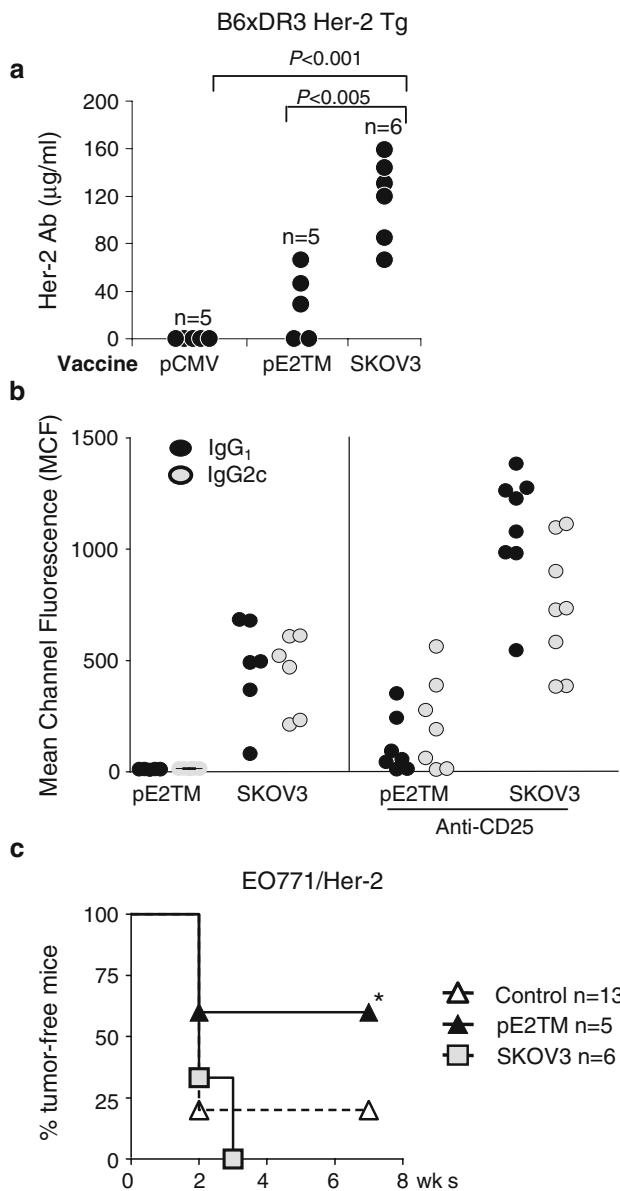 B6xDR3 Her-2 Tg
a
P<0.001
P<0.005
200
160
120
80
40
0
Her-2 Ab (µg/ml)
n=5
n=5
n=6
Vaccine pCMV pE2TM SKOV3
b
IgG1
IgG2c
1500
1000
500
0
Mean Channel Fluorescence (MCF)
pE2TM SKOV3 pE2TM SKOV3
Anti-CD25
c
EO771/Her-2
100
75
50
25
0
% tumor-free mice
*
Control n=13
pE2TM n=5
SKOV3 n=6
0 2 4 6 8 wk s